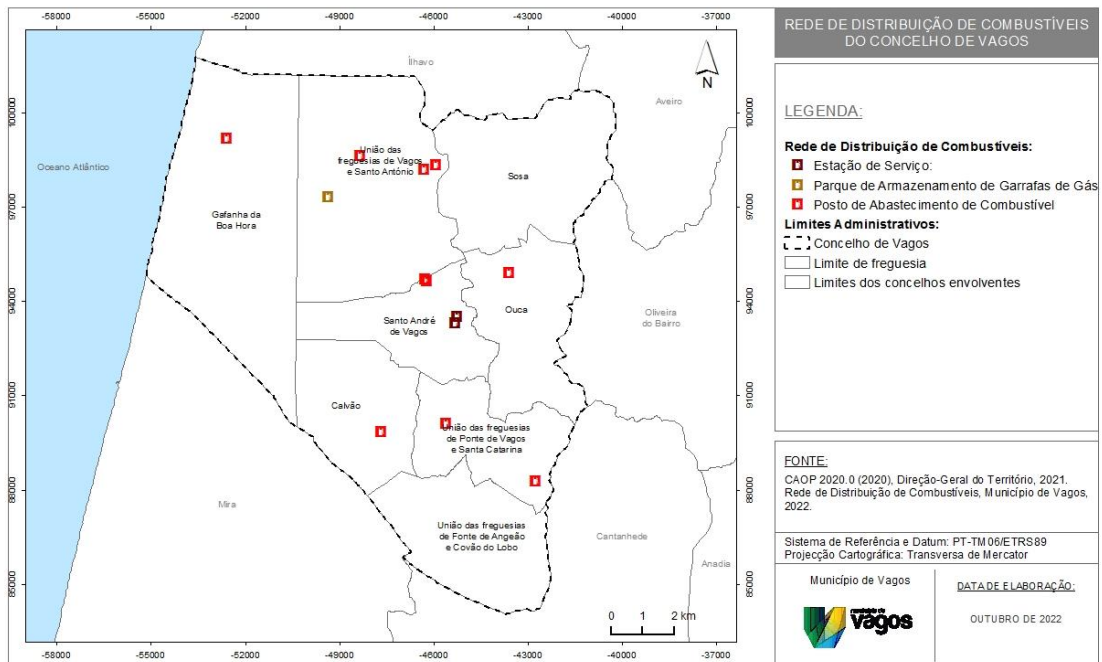 -58000 -55000 -52000 -49000 -46000 -43000 -40000 -37000
100000
97000
94000
91000
88000
85000
Ílhavo
N
Aveiro
Oceano Atlântico
União das
freguesias de Vagos
e Santo António
Sosa
Gafanha da
Boa Hora
Ouca
Santo André
de Vagos
Oliveira
do Bairro
Calvão
União das freguesias
de Ponte de Vagos
e Santa Catarina
Mira
União das freguesias
de Fonte de Angeão
e Covão do Lobo
Cantanhede
Anadia
0 1 2 km
100000
97000
94000
91000
88000
85000
-58000 -55000 -52000 -49000 -46000 -43000 -40000 -37000
REDE DE DISTRIBUIÇÃO DE COMBUSTÍVEIS
DO CONCELHO DE VAGOS
LEGENDA:
Rede de Distribuição de Combustíveis:
Estação de Serviço:
Parque de Armazenamento de Garrafas de Gás
Posto de Abastecimento de Combustível
Limites Administrativos:
Concelho de Vagos
Limite de freguesia
Limites dos concelhos envolventes
FONTE:
CAOP 2020.0 (2020), Direção-Geral do Território, 2021.
Rede de Distribuição de Combustíveis, Município de Vagos,
2022.
Sistema de Referência e Datum: PT-TM06/ETRS89
Projecção Cartográfica: Transversa de Mercator
Município de Vagos
município de
vagos
DATA DE ELABORAÇÃO:
OUTUBRO DE 2022